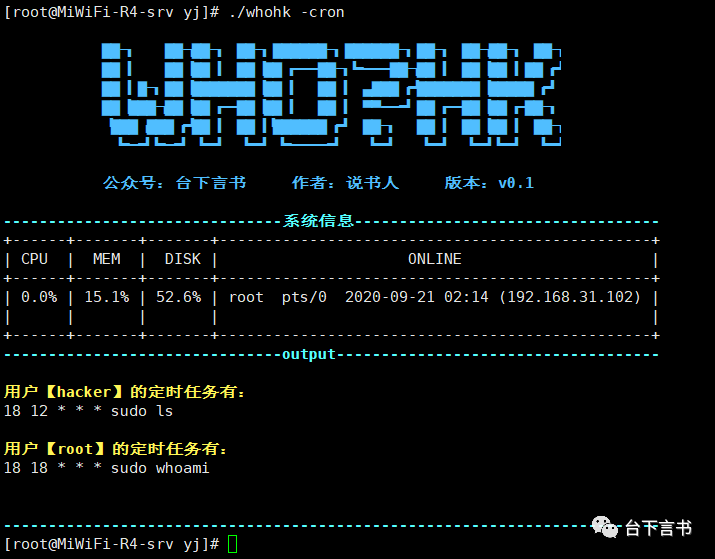 [root@MiWiFi-R4-srv yj]# ./whohk -cron
WHO?HK
公众号：台下言书 作者：说书人 版本：v0.1
-------------------------------系统信息----------------------------------
+------+-------+-------+------------------------------------------------+
| CPU | MEM | DISK | ONLINE |
+------+-------+-------+------------------------------------------------+
| 0.0% | 15.1% | 52.6% | root pts/0 2020-09-21 02:14 (192.168.31.102) |
| | | | |
+------+-------+-------+------------------------------------------------+
-------------------------------output------------------------------------
用户【hacker】的定时任务有：
18 12 * * * sudo ls
用户【root】的定时任务有：
18 18 * * * sudo whoami
-------------------------------------------------------------------------
台下言书
[root@MiWiFi-R4-srv yj]#